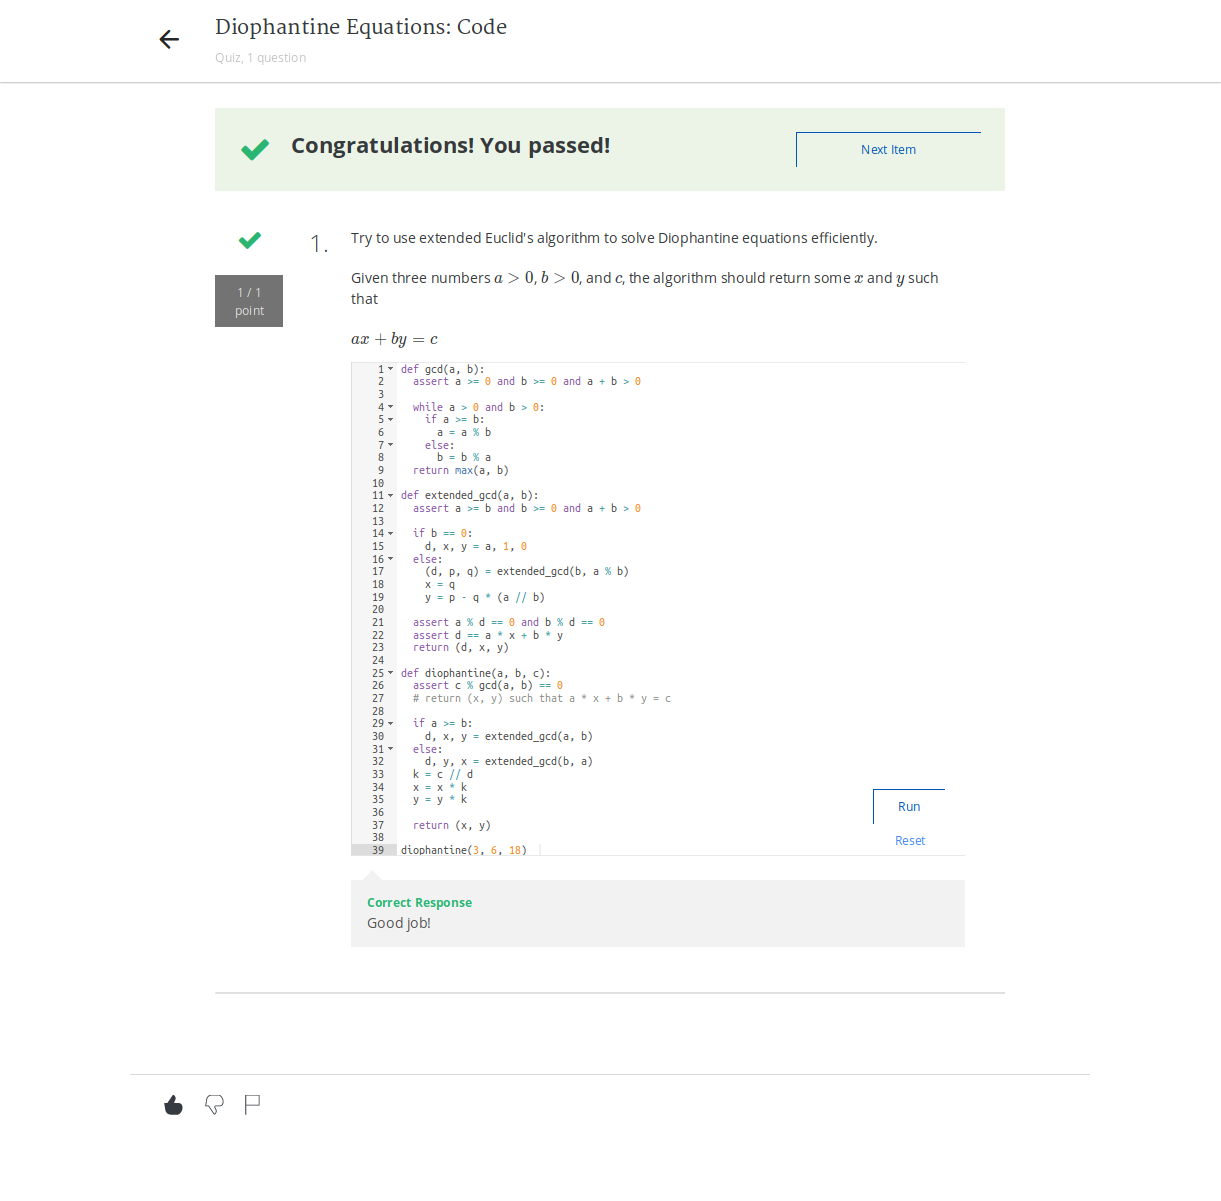 Diophantine Equations: Code
Quiz, 1 question
Congratulations! You passed!
Next Item
1 / 1
point
1.
Try to use extended Euclid's algorithm to solve Diophantine equations efficiently.
Given three numbers a > 0, b > 0, and c, the algorithm should return some x and y such
that
ax + by = c
1 def gcd(a, b):
2   assert a >= 0 and b >= 0 and a + b > 0
3
4   while a > 0 and b > 0:
5     if a >= b:
6       a = a % b
7     else:
8       b = b % a
9   return max(a, b)
10
11 def extended_gcd(a, b):
12   assert a >= b and b >= 0 and a + b > 0
13
14   if b == 0:
15     d, x, y = a, 1, 0
16   else:
17     (d, p, q) = extended_gcd(b, a % b)
18     x = q
19     y = p - q * (a // b)
20
21   assert a % d == 0 and b % d == 0
22   assert d == a * x + b * y
23   return (d, x, y)
24
25 def diophantine(a, b, c):
26   assert c % gcd(a, b) == 0
27   # return (x, y) such that a * x + b * y = c
28
29   if a >= b:
30     d, x, y = extended_gcd(a, b)
31   else:
32     d, y, x = extended_gcd(b, a)
33   k = c // d
34   x = x * k
35   y = y * k
36
37   return (x, y)
38
39 diophantine(3, 6, 18)
Run
Reset
Correct Response
Good job!